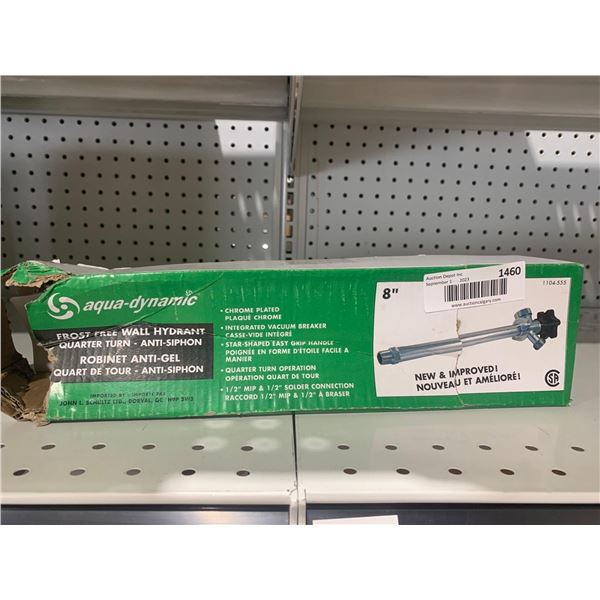 aqua-dynamic
FROST FREE WALL HYDRANT
QUARTER TURN - ANTI-SIPHON
ROBINET ANTI-GEL
QUART DE TOUR - ANTI-SIPHON
IMPORTED BY - IMPORTÉ PAR
JOHN L. SCHULTZ LTD., DORVAL, QC H9P 5W3
• CHROME PLATED
PLAQUÉ CHROME
• INTEGRATED VACUUM BREAKER
CASSE-VIDE INTÉGRÉ
• STAR-SHAPED EASY GRIP HANDLE
POIGNÉE EN FORME D'ÉTOILE FACILE A
MANIER
• QUARTER TURN OPERATION
OPÉRATION QUART DE TOUR
• 1/2" MIP & 1/2" SOLDER CONNECTION
RACCORD 1/2" MIP & 1/2" À BRASER
8"
Auction Depot Inc
September 2023
1460
www.auctioncalgary.com
1104-555
NEW & IMPROVED!
NOUVEAU ET AMÉLIORÉ!